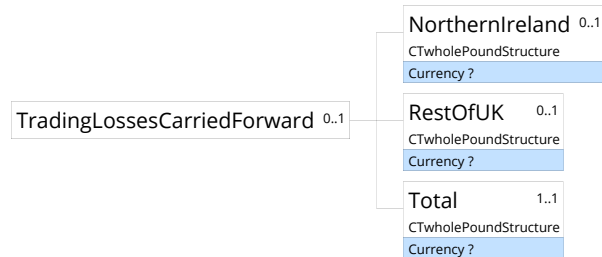 NorthernIreland 0..1
CTwholePoundStructure
Currency ?
TradingLossesCarriedForward 0..1
RestOfUK 0..1
CTwholePoundStructure
Currency ?
Total 1..1
CTwholePoundStructure
Currency ?